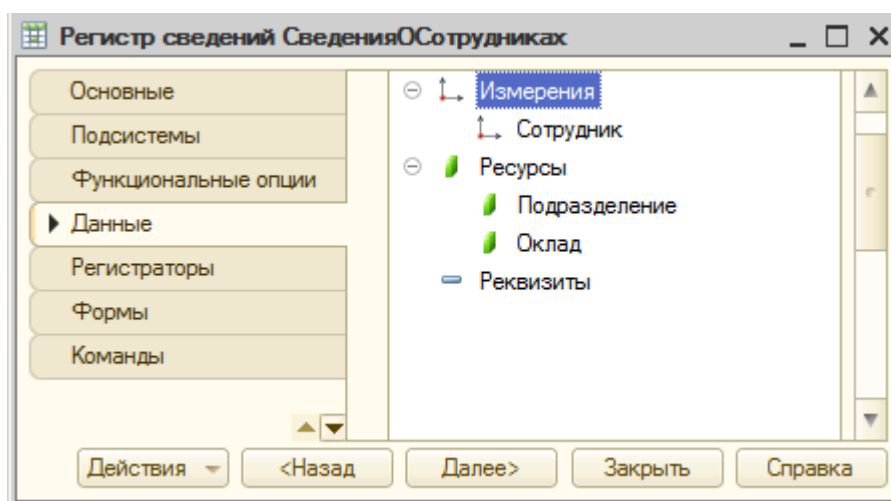 Регистр сведений СведенияОСотрудниках
Основные
Подсистемы
Функциональные опции
Данные
Регистраторы
Формы
Команды
Измерения
Сотрудник
Ресурсы
Подразделение
Оклад
Реквизиты
Действия
<Назад
Далее>
Закрыть
Справка